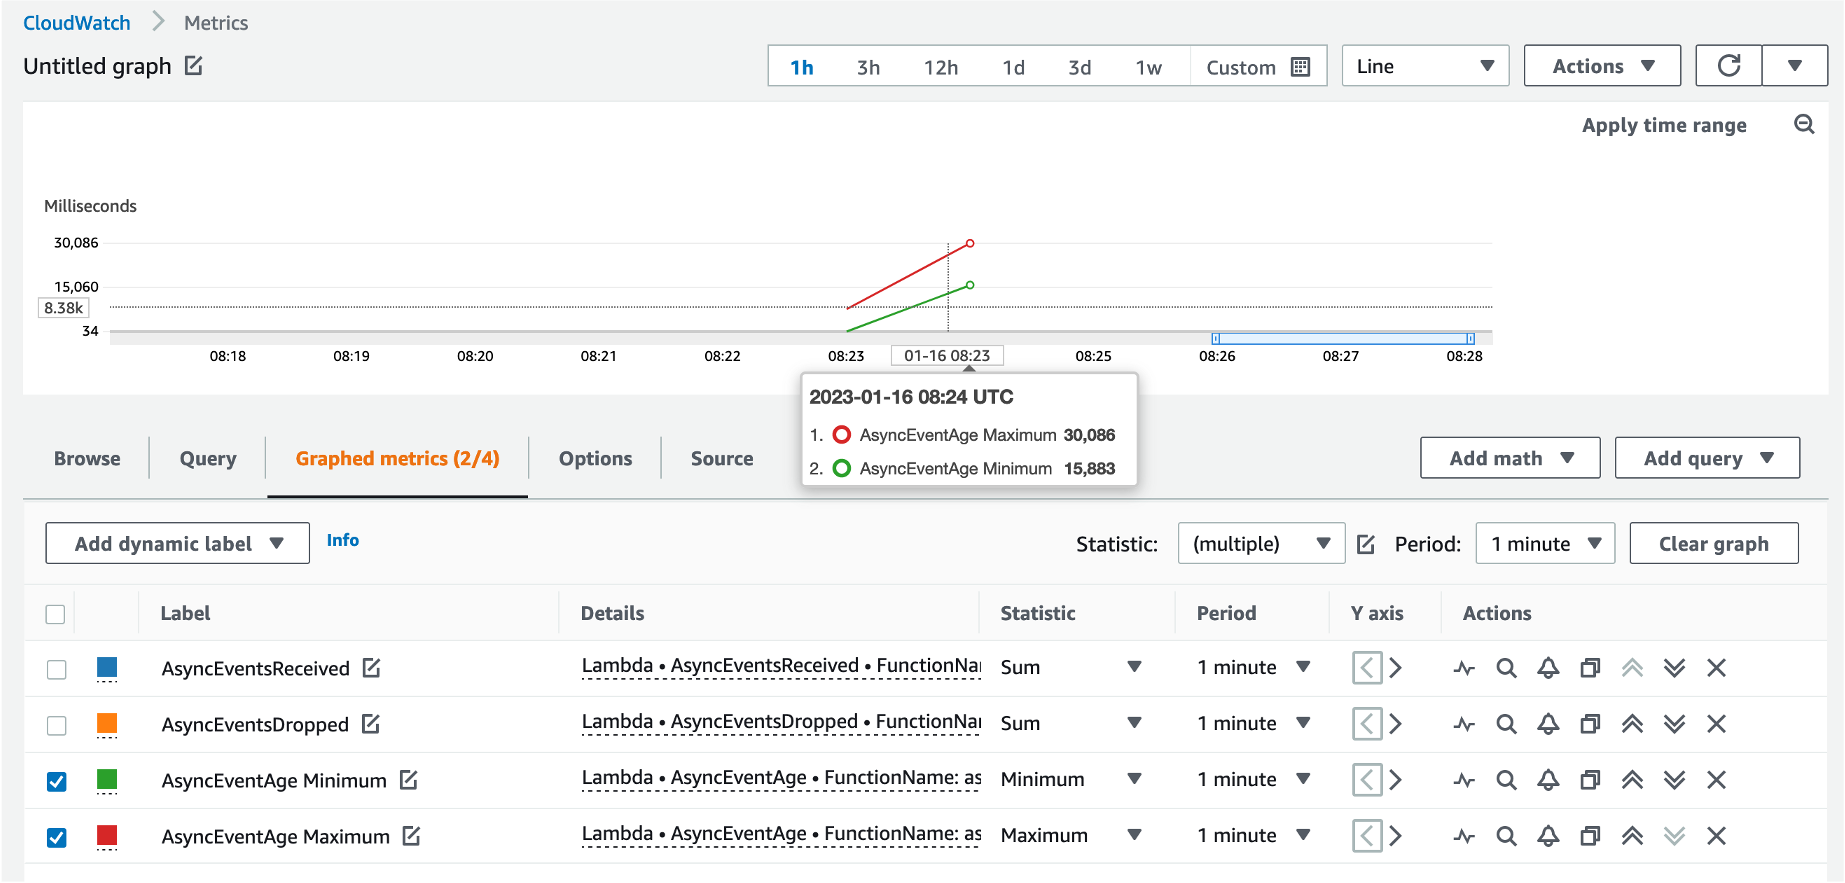 CloudWatch > Metrics
Untitled graph
1h 3h 12h 1d 3d 1w Custom Line Actions
Apply time range
Milliseconds
30,086
15,060
8.38k
34
08:18 08:19 08:20 08:21 08:22 08:23 01-16 08:23 08:25 08:26 08:27 08:28
2023-01-16 08:24 UTC
1. AsyncEventAge Maximum 30,086
2. AsyncEventAge Minimum 15,883
Browse Query Graphed metrics (2/4) Options Source Add math Add query
Add dynamic label Info Statistic: (multiple) Period: 1 minute Clear graph
Label Details Statistic Period Y axis Actions
AsyncEventsReceived Lambda • AsyncEventsReceived • FunctionNa Sum 1 minute
AsyncEventsDropped Lambda • AsyncEventsDropped • FunctionNa Sum 1 minute
AsyncEventAge Minimum Lambda • AsyncEventAge • FunctionName: as Minimum 1 minute
AsyncEventAge Maximum Lambda • AsyncEventAge • FunctionName: as Maximum 1 minute